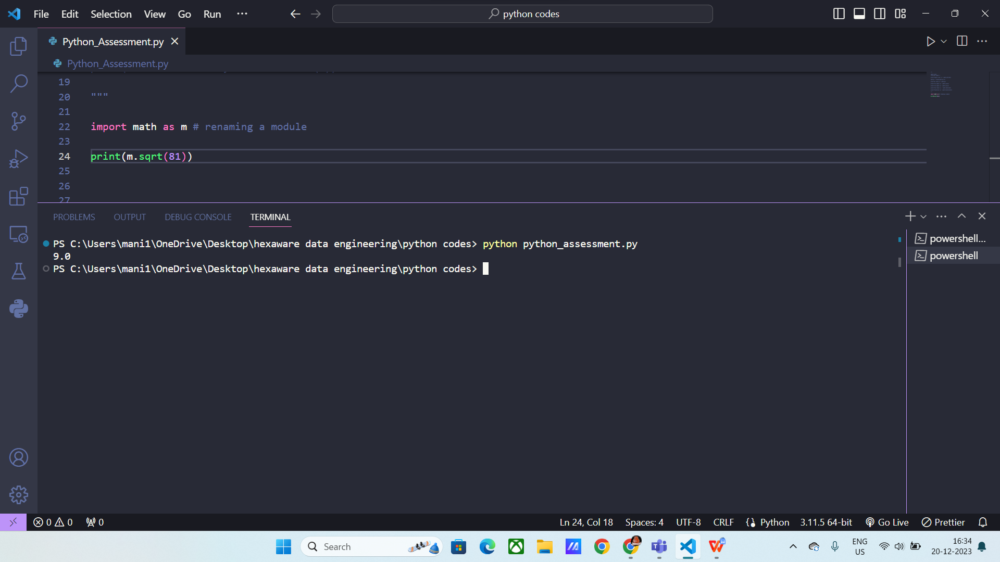 File Edit Selection View Go Run ··· python codes
Python_Assessment.py
Python_Assessment.py
19
20 """
21
22 import math as m # renaming a module
23
24 print(m.sqrt(81))
25
26
27
PROBLEMS OUTPUT DEBUG CONSOLE TERMINAL
PS C:\Users\mani1\OneDrive\Desktop\hexaware data engineering\python codes> python python_assessment.py
9.0
PS C:\Users\mani1\OneDrive\Desktop\hexaware data engineering\python codes>
powershell...
powershell
0 0 0 Ln 24, Col 18 Spaces: 4 UTF-8 CRLF Python 3.11.5 64-bit Go Live Prettier
Search
ENG
US
16:34
20-12-2023